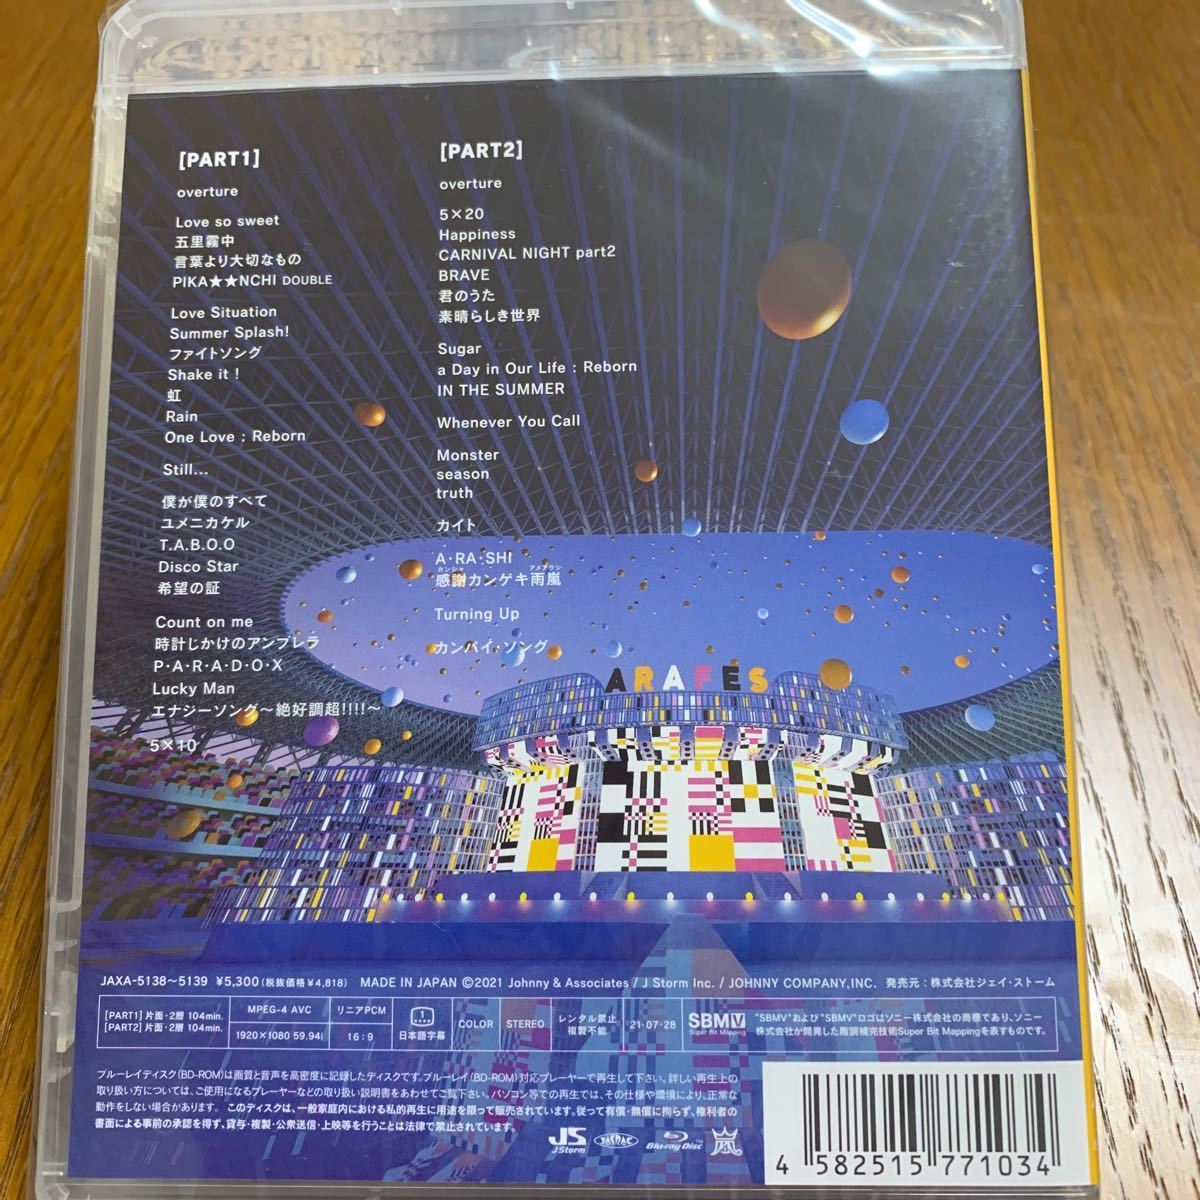 [PART1]
overture
Love so sweet
五里霧中
言葉より大切なもの
PIKA★★NCHI DOUBLE
Love Situation
Summer Splash!
ファイトソング
Shake it !
虹
Rain
One Love : Reborn
Still...
僕が僕のすべて
ユメニカケル
T.A.B.O.O
Disco Star
希望の証
Count on me
時計じかけのアンブレラ
P・A・R・A・D・O・X
Lucky Man
エナジーソング～絶好調超!!!!～
5×10
[PART2]
overture
5×20
Happiness
CARNIVAL NIGHT part2
BRAVE
君のうた
素晴らしき世界
Sugar
a Day in Our Life : Reborn
IN THE SUMMER
Whenever You Call
Monster
season
truth
カイト
A・RA・SHI
カンシャ アメアラシ
感謝カンゲキ雨嵐
Turning Up
カンパイ・ソング
ARAFES
JAXA-5138～5139 ¥5,300(税抜価格¥4,818) MADE IN JAPAN ©2021 Johnny & Associates / J Storm Inc. / JOHNNY COMPANY,INC. 発売元：株式会社ジェイ・ストーム
[PART1] 片面・2層 104min.
[PART2] 片面・2層 104min.
MPEG-4 AVC
リニアPCM
1920×1080 59.94i
16:9
1...
日本語字幕
COLOR
STEREO
レンタル禁止
複製不能
'21・07・28
SBMV
Super Bit Mapping
"SBMV"および"SBMV"ロゴはソニー株式会社の商標であり、ソニー
株式会社が開発した階調補完技術Super Bit Mappingを表すものです。
ブルーレイディスク(BD-ROM)は画質と音声を高密度に記録したディスクです。ブルーレイ(BD-ROM)対応プレーヤーで再生して下さい。詳しい再生上の
取り扱い方については、ご使用になるプレーヤーなどの取り扱い説明書をあわせてご覧下さい。パソコン等での再生では、その仕様や環境により、正常な
動作をしない場合があります。 このディスクは、一般家庭内における私的再生に用途を限って販売されています。従って有償・無償に拘らず、権利者の
書面による事前の承認を得ず、貸与・複製・公衆送信・上映等を行うことは法律で禁止されています。
JS
J Storm
Blu-ray Disc™
嵐
4 582515 771034